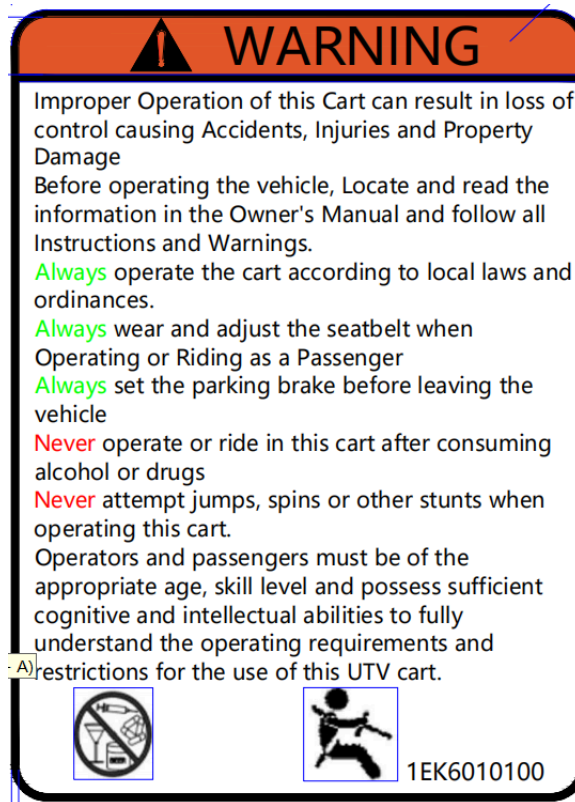 WARNING
Improper Operation of this Cart can result in loss of
control causing Accidents, Injuries and Property
Damage
Before operating the vehicle, Locate and read the
information in the Owner's Manual and follow all
Instructions and Warnings.
Always operate the cart according to local laws and
ordinances.
Always wear and adjust the seatbelt when
Operating or Riding as a Passenger
Always set the parking brake before leaving the
vehicle
Never operate or ride in this cart after consuming
alcohol or drugs
Never attempt jumps, spins or other stunts when
operating this cart.
Operators and passengers must be of the
appropriate age, skill level and possess sufficient
cognitive and intellectual abilities to fully
understand the operating requirements and
- A)
restrictions for the use of this UTV cart.
1EK6010100